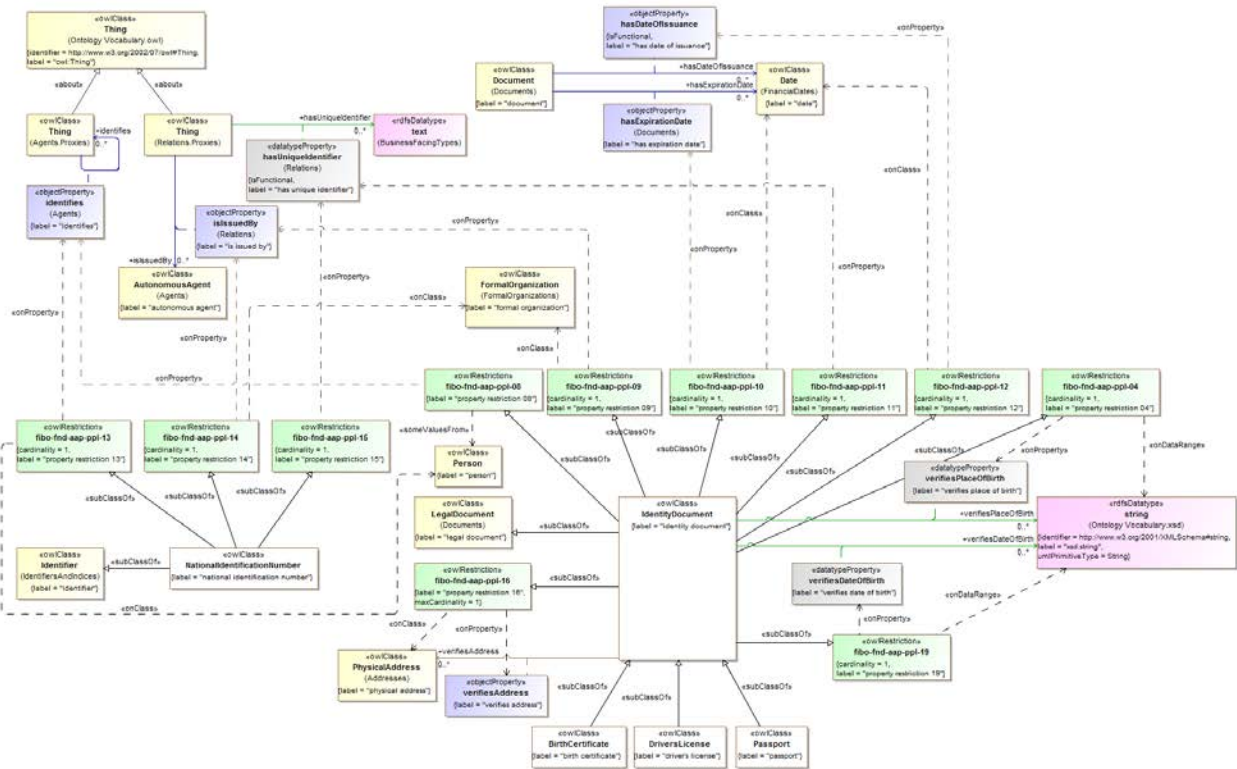 «owlClass»
Thing
(Ontology Vocabulary.owl)
{identifier = http://www.w3.org/2002/07/owl#Thing,
label = "owl:Thing"}
«about»
«about»
«owlClass»
Thing
(Agents.Proxies)
+identifies
0..*
«owlClass»
Thing
(Relations.Proxies)
+hasUniqueIdentifier
0..*
«rdfsDatatype»
text
(BusinessFacingTypes)
«datatypeProperty»
hasUniqueIdentifier
(Relations)
{isFunctional,
label = "has unique identifier"}
«objectProperty»
identifies
(Agents)
{label = "identifies"}
«objectProperty»
isIssuedBy
(Relations)
{label = "is issued by"}
+isIssuedBy 0..*
«owlClass»
AutonomousAgent
(Agents)
{label = "autonomous agent"}
«objectProperty»
hasDateOfIssuance
{isFunctional,
label = "has date of issuance"}
«onProperty»
«owlClass»
Document
(Documents)
{label = "document"}
+hasDateOfIssuance
0..*
+hasExpirationDate
0..*
«owlClass»
Date
(FinancialDates)
{label = "date"}
«objectProperty»
hasExpirationDate
(Documents)
{label = "has expiration date"}
«onClass»
«onProperty»
«onClass»
«onProperty»
«onProperty»
«onProperty»
«onClass»
«owlClass»
FormalOrganization
(FormalOrganizations)
{label = "formal organization"}
«onProperty»
«onProperty»
«onClass»
«onProperty»
«owlRestriction»
fibo-fnd-aap-ppl-08
{label = "property restriction 08"}
«owlRestriction»
fibo-fnd-aap-ppl-09
{cardinality = 1,
label = "property restriction 09"}
«owlRestriction»
fibo-fnd-aap-ppl-10
{cardinality = 1,
label = "property restriction 10"}
«owlRestriction»
fibo-fnd-aap-ppl-11
{cardinality = 1,
label = "property restriction 11"}
«owlRestriction»
fibo-fnd-aap-ppl-12
{cardinality = 1,
label = "property restriction 12"}
«owlRestriction»
fibo-fnd-aap-ppl-04
{cardinality = 1,
label = "property restriction 04"}
«owlRestriction»
fibo-fnd-aap-ppl-13
{cardinality = 1,
label = "property restriction 13"}
«owlRestriction»
fibo-fnd-aap-ppl-14
{cardinality = 1,
label = "property restriction 14"}
«owlRestriction»
fibo-fnd-aap-ppl-15
{cardinality = 1,
label = "property restriction 15"}
«someValuesFrom»
«subClassOf»
«subClassOf»
«subClassOf»
«subClassOf»
«subClassOf»
«subClassOf»
«onProperty»
«onDataRange»
«owlClass»
Person
{label = "person"}
«datatypeProperty»
verifiesPlaceOfBirth
{label = "verifies place of birth"}
«subClassOf»
«subClassOf»
«subClassOf»
«owlClass»
LegalDocument
(Documents)
{label = "legal document"}
«subClassOf»
«owlClass»
IdentityDocument
{label = "identity document"}
+verifiesPlaceOfBirth
0..*
+verifiesDateOfBirth
0..*
«rdfsDatatype»
string
(Ontology Vocabulary.xsd)
{identifier = http://www.w3.org/2001/XMLSchema#string,
label = "xsd:string",
umlPrimitiveType = String}
«owlClass»
Identifier
(IdentifiersAndIndices)
{label = "identifier"}
«subClassOf»
«owlClass»
NationalIdentificationNumber
{label = "national identification number"}
«onClass»
«owlRestriction»
fibo-fnd-aap-ppl-16
{label = "property restriction 16",
maxCardinality = 1}
«subClassOf»
«datatypeProperty»
verifiesDateOfBirth
{label = "verifies date of birth"}
«onClass»
«onProperty»
«onProperty»
«onDataRange»
«subClassOf»
«owlRestriction»
fibo-fnd-aap-ppl-19
{cardinality = 1,
label = "property restriction 19"}
«owlClass»
PhysicalAddress
(Addresses)
{label = "physical address"}
+verifiesAddress
0..*
«objectProperty»
verifiesAddress
{label = "verifies address"}
«subClassOf»
«subClassOf»
«subClassOf»
«owlClass»
BirthCertificate
{label = "birth certificate"}
«owlClass»
DriversLicense
{label = "driver's license"}
«owlClass»
Passport
{label = "passport"}